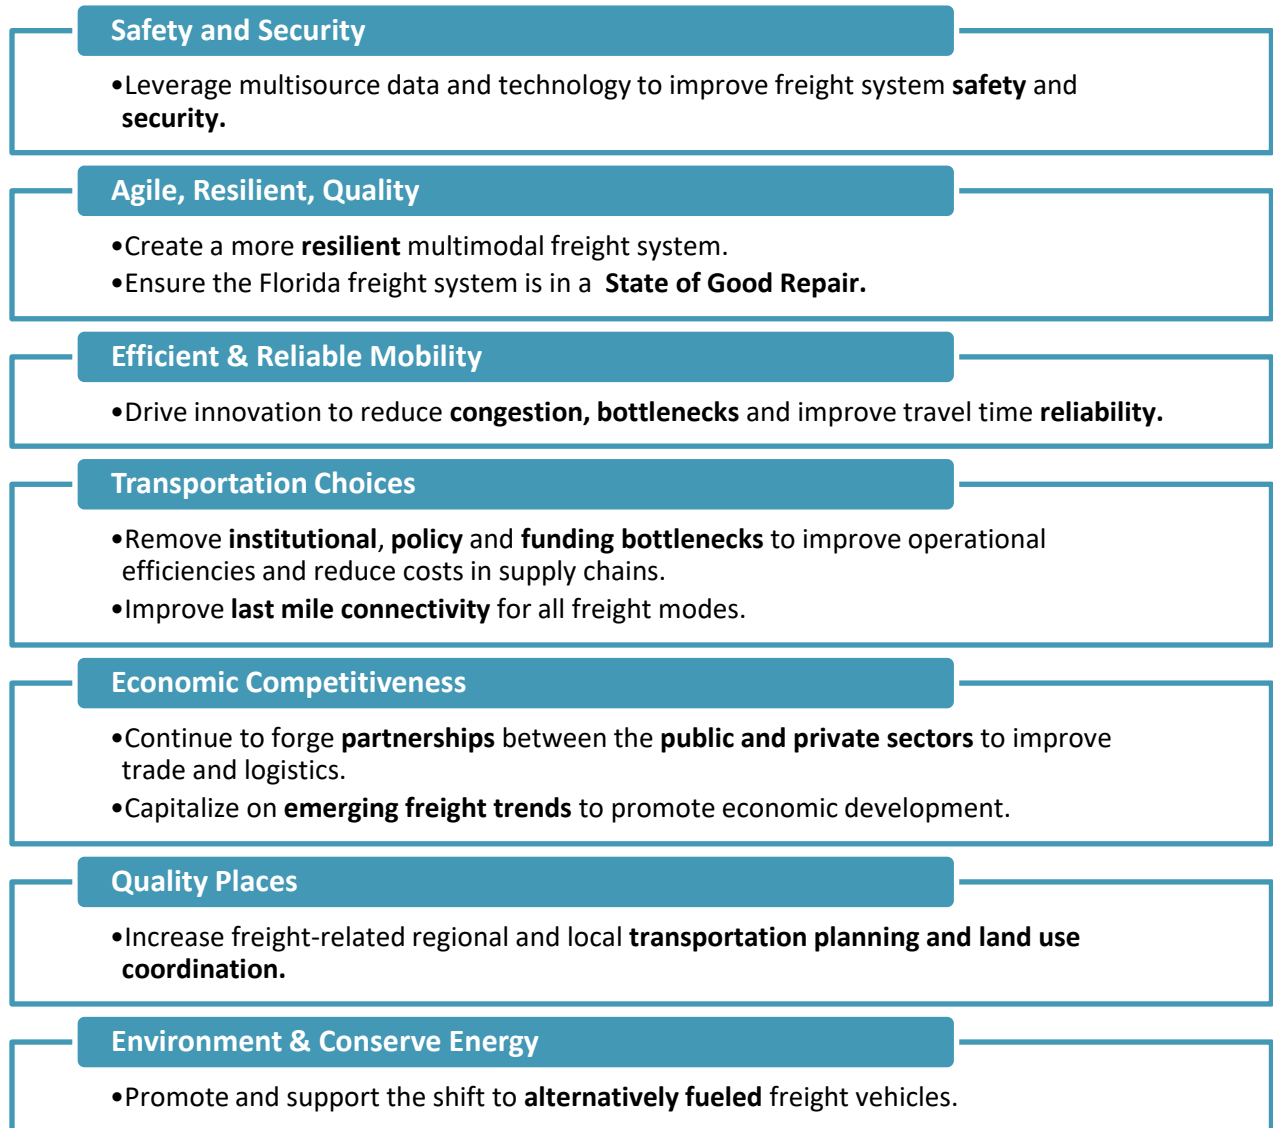 Safety and Security
•Leverage multisource data and technology to improve freight system safety and
security.
Agile, Resilient, Quality
•Create a more resilient multimodal freight system.
•Ensure the Florida freight system is in a  State of Good Repair.
Efficient & Reliable Mobility
•Drive innovation to reduce congestion, bottlenecks and improve travel time reliability.
Transportation Choices
•Remove institutional, policy and funding bottlenecks to improve operational
efficiencies and reduce costs in supply chains.
•Improve last mile connectivity for all freight modes.
Economic Competitiveness
•Continue to forge partnerships between the public and private sectors to improve
trade and logistics.
•Capitalize on emerging freight trends to promote economic development.
Quality Places
•Increase freight-related regional and local transportation planning and land use
coordination.
Environment & Conserve Energy
•Promote and support the shift to alternatively fueled freight vehicles.